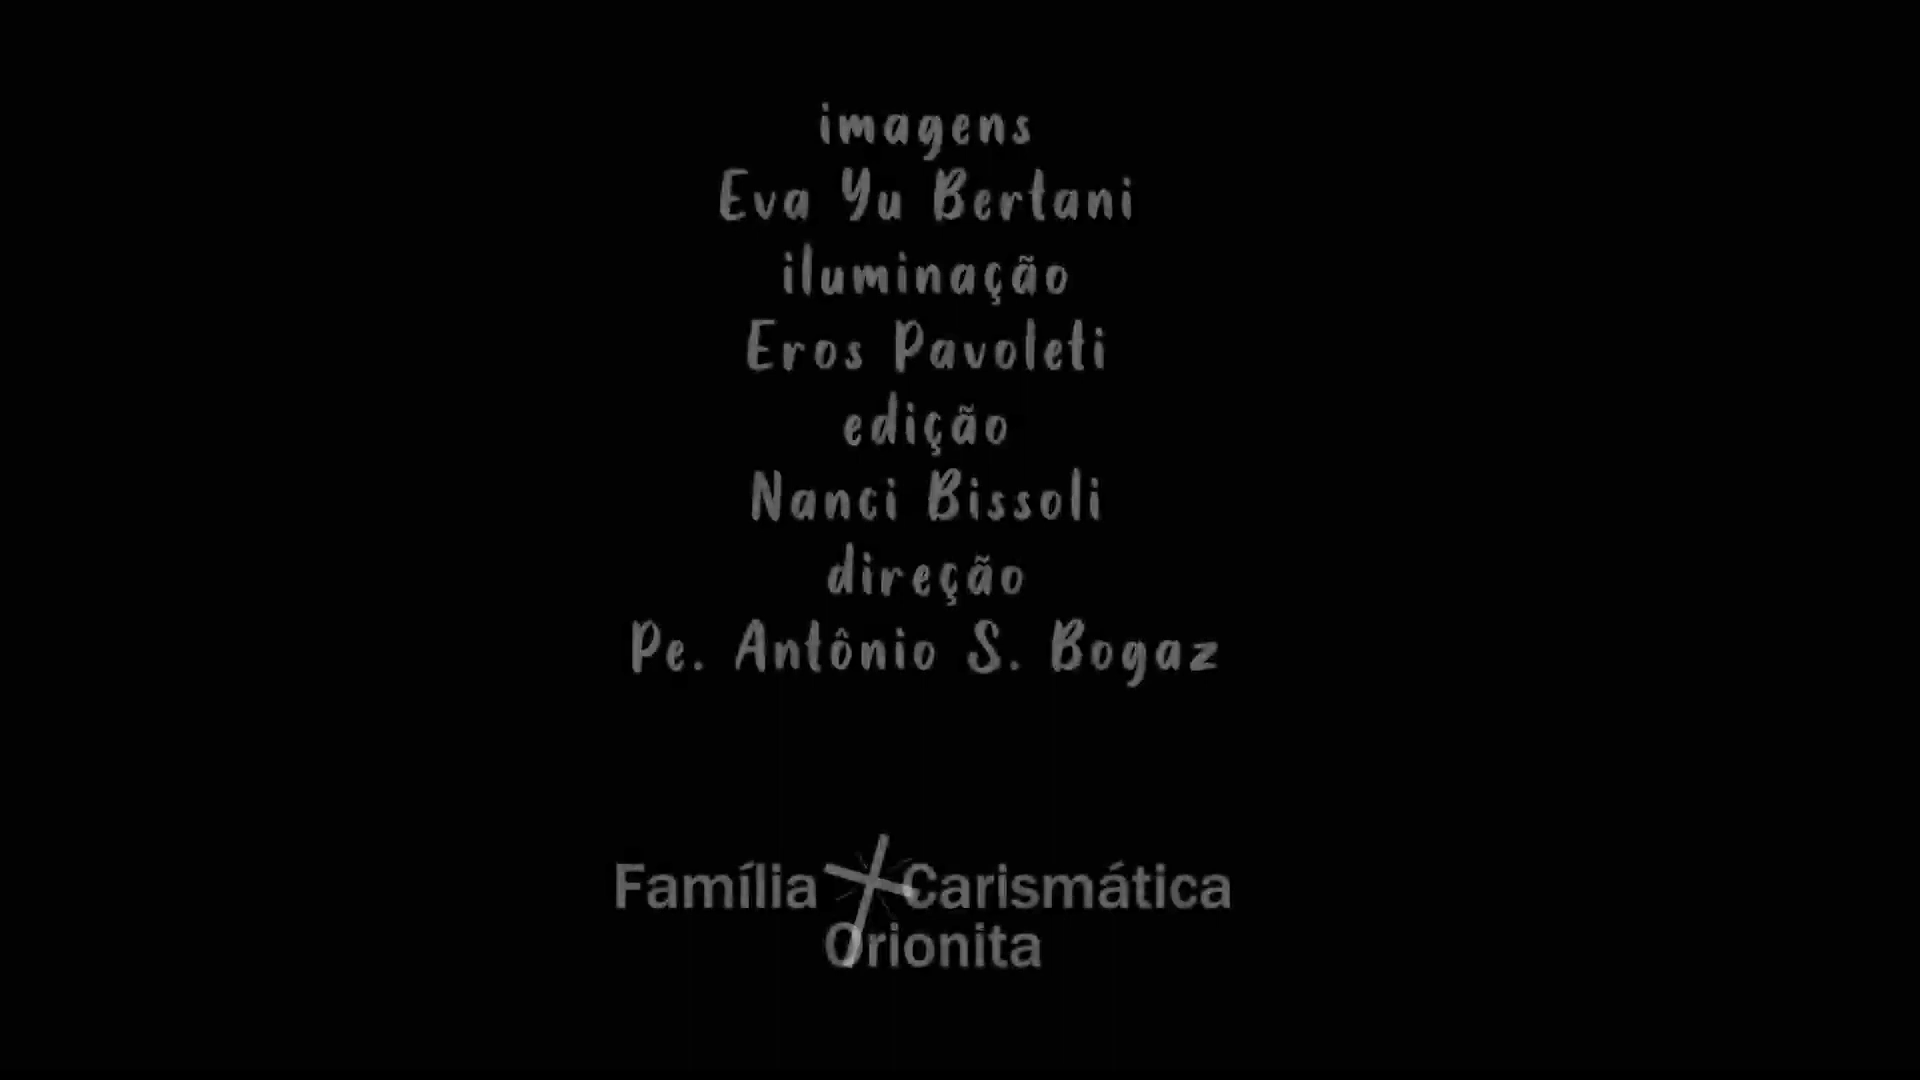 imagens
Eva Yu Bertani
iluminação
Eros Pavoleti
edição
Nanci Bissoli
direção
Pe. Antônio S. Bogaz
Família Carismática
Orionita